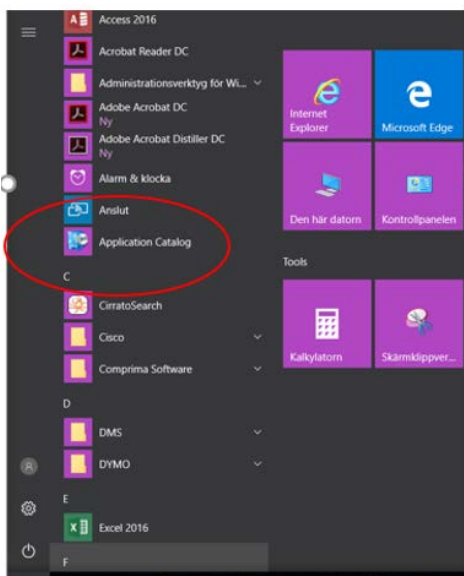 Access 2016
Acrobat Reader DC
Administrationsverktyg för Wi...
Adobe Acrobat DC
Ny
Adobe Acrobat Distiller DC
Ny
Alarm & klocka
Anslut
Application Catalog
C
CirratoSearch
Cisco
Comprima Software
D
DMS
DYMO
E
Excel 2016
F
Internet
Explorer
Microsoft Edge
Den här datorn
Kontrollpanelen
Tools
Kalkylatorn
Skärmklippver...